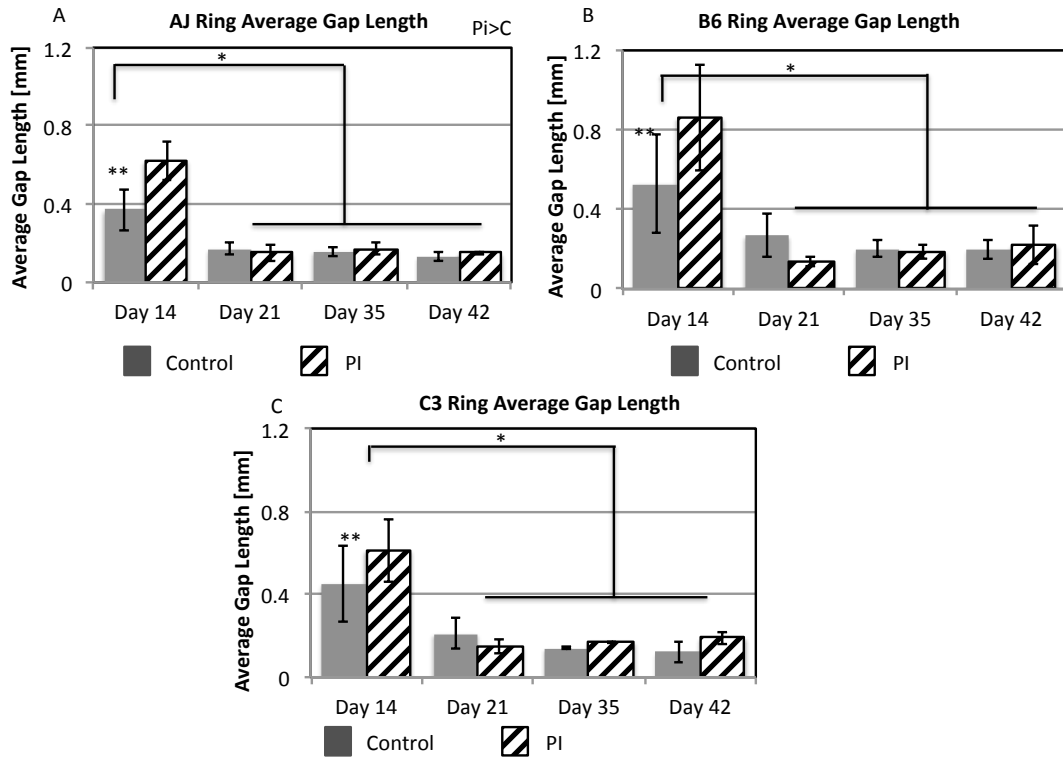 A
AJ Ring Average Gap Length
Pi>C
Average Gap Length [mm]
1.2
0.8
0.4
0
*
**
Day 14 Day 21 Day 35 Day 42
Control PI
B
B6 Ring Average Gap Length
Average Gap Length [mm]
1.2
0.8
0.4
0
*
**
Day 14 Day 21 Day 35 Day 42
Control PI
C
C3 Ring Average Gap Length
Average Gap Length [mm]
1.2
0.8
0.4
0
*
**
Day 14 Day 21 Day 35 Day 42
Control PI